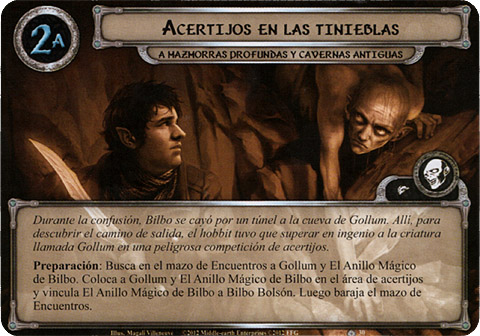 2A
ACERTIJOS EN LAS TINIEBLAS
A MAZMORRAS PROFUNDAS Y CAVERNAS ANTIGUAS
Durante la confusión, Bilbo se cayó por un túnel a la cueva de Gollum. Allí, para
descubrir el camino de salida, el hobbit tuvo que superar en ingenio a la criatura
llamada Gollum en una peligrosa competición de acertijos.
Preparación: Busca en el mazo de Encuentros a Gollum y El Anillo Mágico
de Bilbo. Coloca a Gollum y El Anillo Mágico de Bilbo en el área de acertijos
y vincula El Anillo Mágico de Bilbo a Bilbo Bolsón. Luego baraja el mazo de
Encuentros.
Illus. Magali Villeneuve ©2012 Middle-earth Enterprises ©2012 FFG